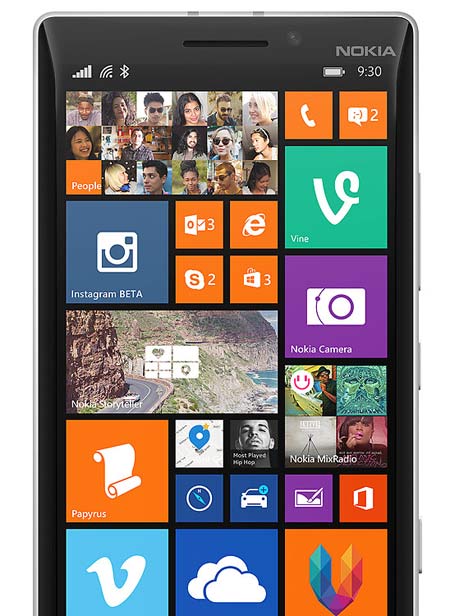 NOKIA
9:30
2
People
Vine
3
Instagram BETA
2
3
Nokia Camera
Nokia Storyteller
Most Played
Hip Hop
Nokia MixRadio
Papyrus